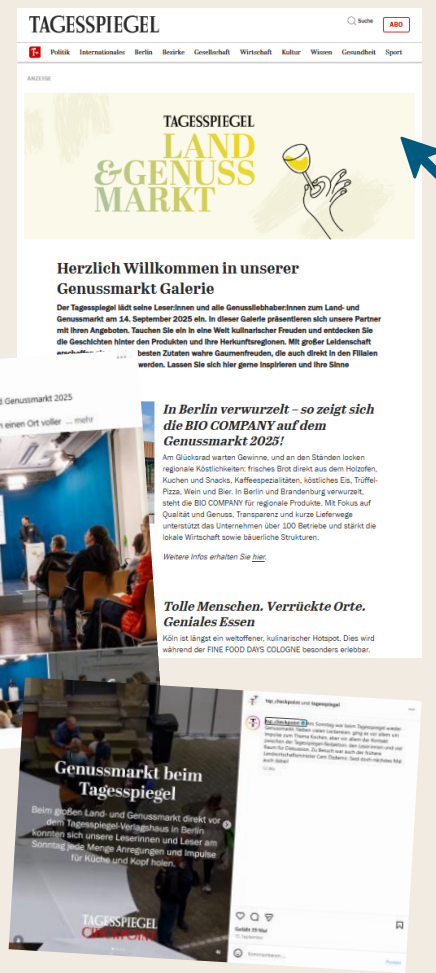 TAGESSPIEGEL
Suche
ABO
T+ Politik Internationales Berlin Bezirke Gesellschaft Wirtschaft Kultur Wissen Gesundheit Sport
ANZEIGE
TAGESSPIEGEL
LAND
&GENUSS
MARKT
Herzlich Willkommen in unserer
Genussmarkt Galerie
Der Tagesspiegel lädt seine Leser:innen und alle Genussliebhaber:innen zum Land- und
Genussmarkt am 14. September 2025 ein. In dieser Galerie präsentieren sich unsere Partner
mit ihren Angeboten. Tauchen Sie ein in eine Welt kulinarischer Freuden und entdecken Sie
die Geschichten hinter den Produkten und ihre Herkunftsregionen. Mit großer Leidenschaft
besten Zutaten wahre Gaumenfreuden, die auch direkt in den Filialen
werden. Lassen Sie sich hier gerne inspirieren und ihre Sinne
Genussmarkt 2025
einen Ort voller ... mehr
In Berlin verwurzelt – so zeigt sich
die BIO COMPANY auf dem
Genussmarkt 2025!
Am Glücksrad warten Gewinne, und an den Ständen locken
regionale Köstlichkeiten: frisches Brot direkt aus dem Holzofen,
Kuchen und Snacks, Kaffeespezialitäten, köstliches Eis, Trüffel-
Pizza, Wein und Bier. In Berlin und Brandenburg verwurzelt,
steht die BIO COMPANY für regionale Produkte. Mit Fokus auf
Qualität und Genuss, Transparenz und kurze Lieferwege
unterstützt das Unternehmen über 100 Betriebe und stärkt die
lokale Wirtschaft sowie bäuerliche Strukturen.
Weitere Infos erhalten Sie hier.
Tolle Menschen. Verrückte Orte.
Geniales Essen
Köln ist längst ein weltoffener, kulinarischer Hotspot. Dies wird
während der FINE FOOD DAYS COLOGNE besonders erlebbar.
Genussmarkt beim
Tagesspiegel
Beim großen Land- und Genussmarkt direkt vor
dem Tagesspiegel-Verlagshaus in Berlin
konnten sich unsere Leserinnen und Leser am
Sonntag jede Menge Anregungen und Impulse
für Küche und Kopf holen.
TAGESSPIEGEL
CHECKPOINT
tsp_checkpoint und tagesspiegel
tsp_checkpoint
Gefällt 29 Mal
Kommentieren...